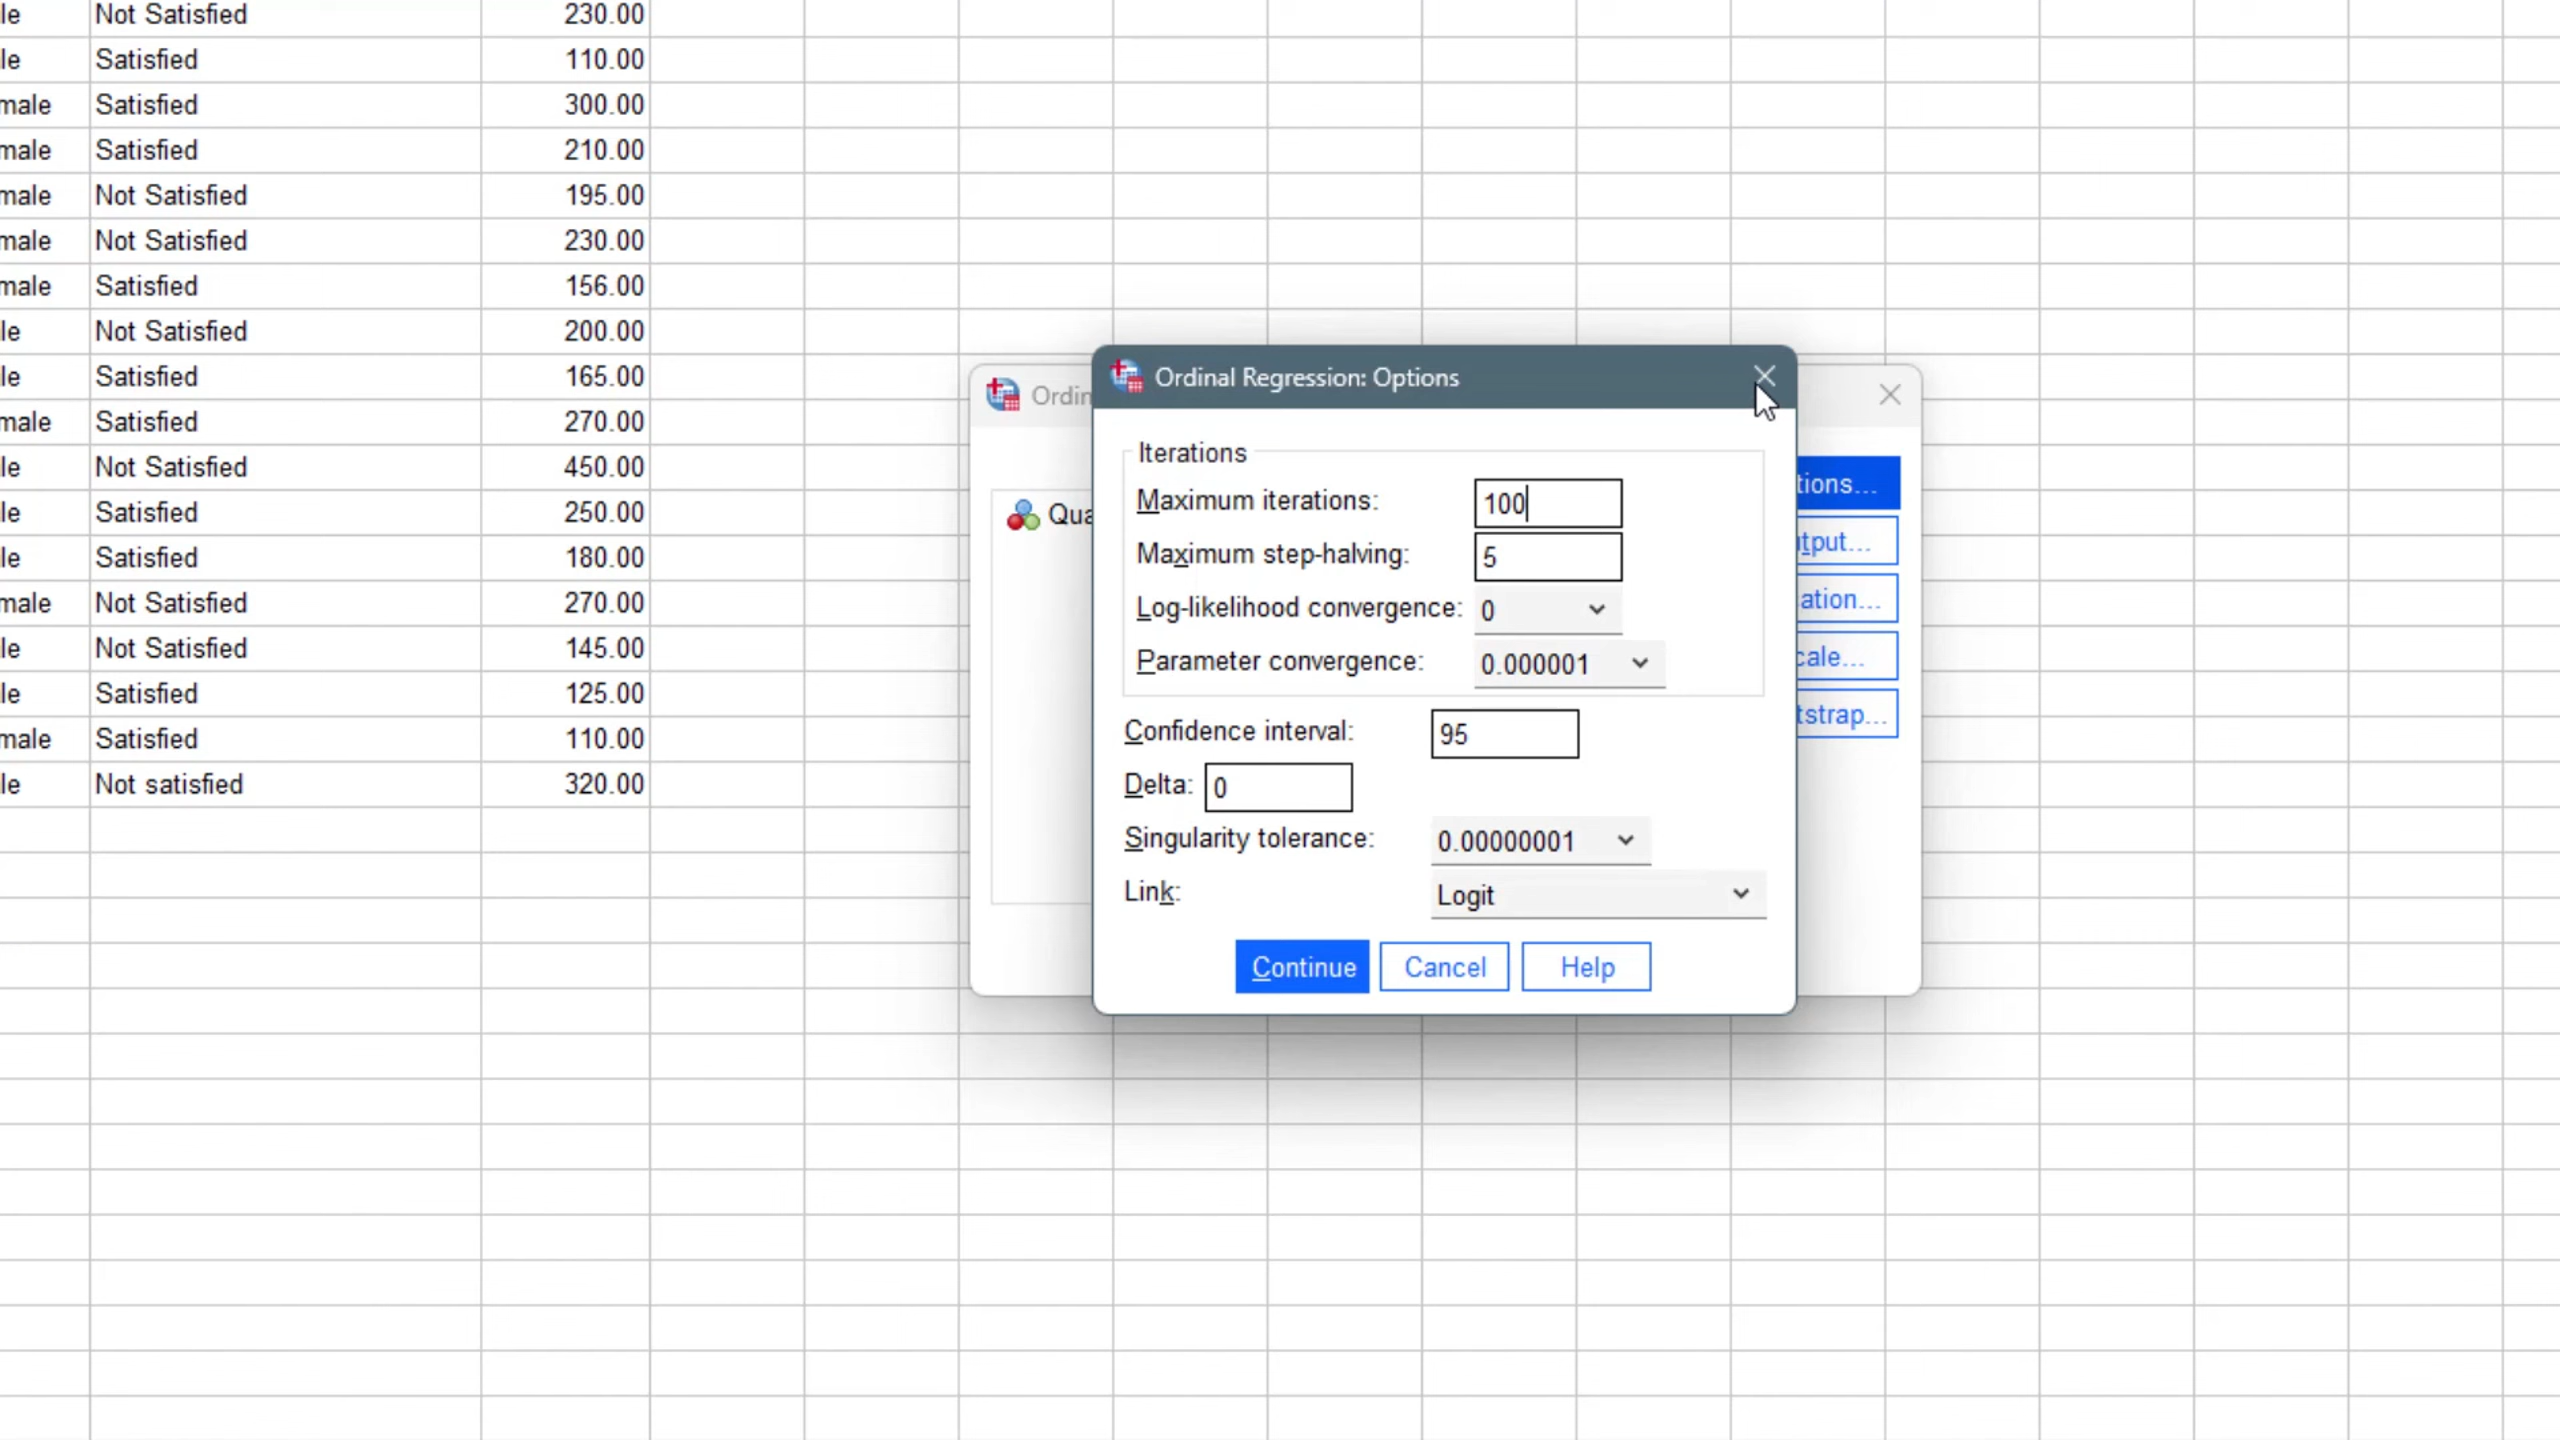 le Not Satisfied 230.00
le Satisfied 110.00
male Satisfied 300.00
male Satisfied 210.00
male Not Satisfied 195.00
male Not Satisfied 230.00
male Satisfied 156.00
le Not Satisfied 200.00
le Satisfied 165.00
male Satisfied 270.00
le Not Satisfied 450.00
le Satisfied 250.00
le Satisfied 180.00
male Not Satisfied 270.00
le Not Satisfied 145.00
le Satisfied 125.00
male Satisfied 110.00
le Not satisfied 320.00
Ordin
Qua
Ordinal Regression: Options
Iterations
Maximum iterations: 100
Maximum step-halving: 5
Log-likelihood convergence: 0
Parameter convergence: 0.000001
Confidence interval: 95
Delta: 0
Singularity tolerance: 0.00000001
Link: Logit
Continue Cancel Help
tions...
tput...
ation...
cale...
tstrap...